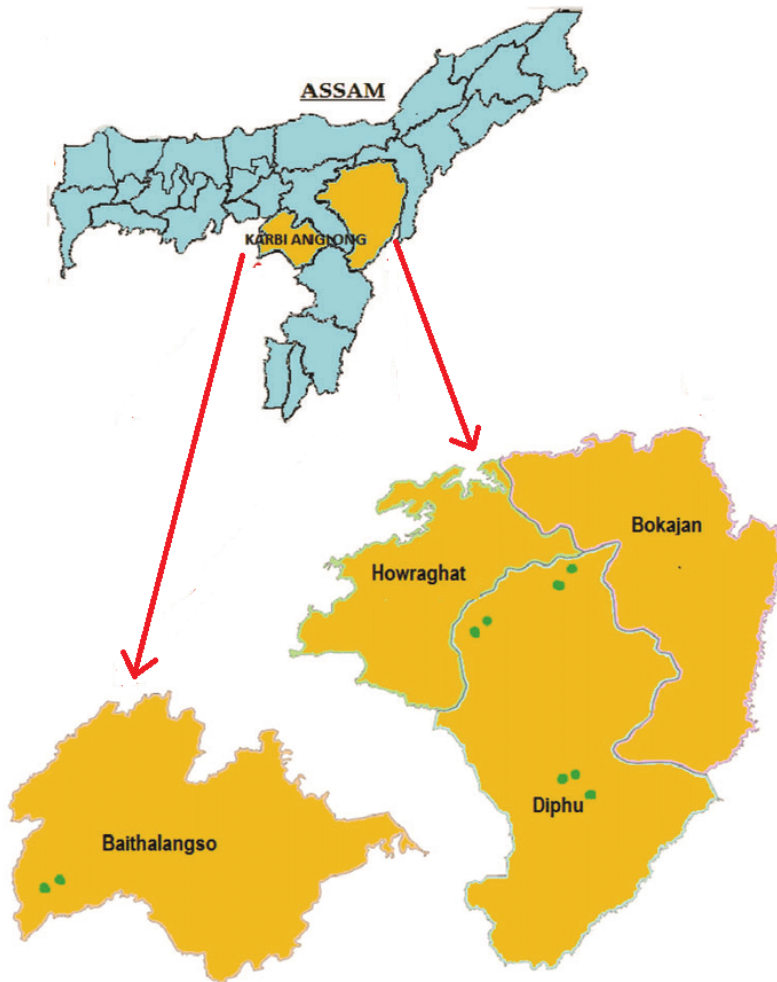 ASSAM
KARBI ANGLONG
Bokajan
Howraghat
Diphu
Baithalangso